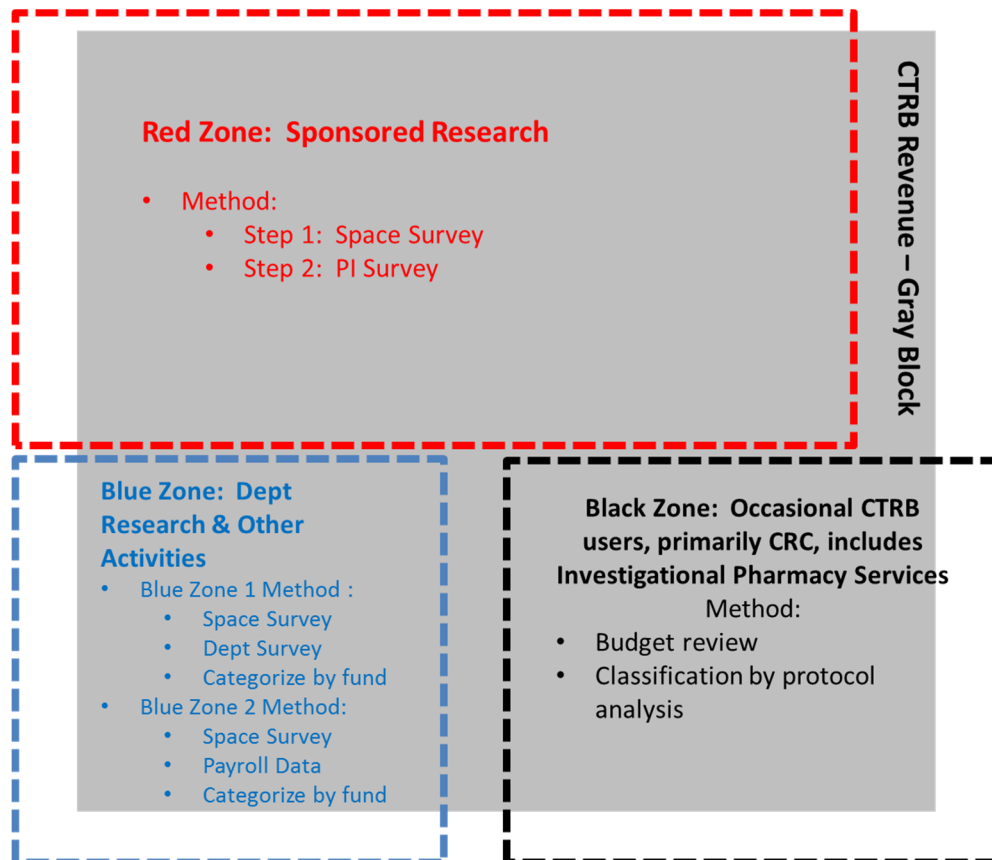 Red Zone:  Sponsored Research
• Method:
• Step 1:  Space Survey
• Step 2:  PI Survey
CTRB Revenue – Gray Block
Blue Zone:  Dept
Research & Other
Activities
• Blue Zone 1 Method :
• Space Survey
• Dept Survey
• Categorize by fund
• Blue Zone 2 Method:
• Space Survey
• Payroll Data
• Categorize by fund
Black Zone:  Occasional CTRB
users, primarily CRC, includes
Investigational Pharmacy Services
Method:
• Budget review
• Classification by protocol
analysis